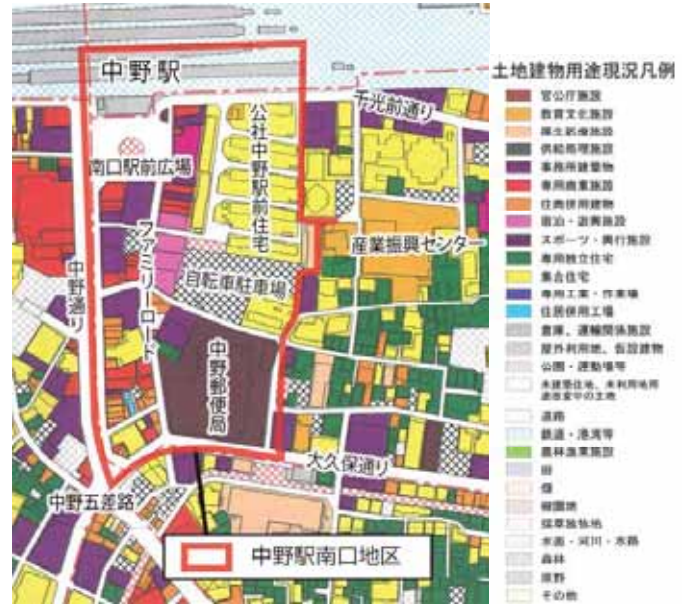 中野駅
千光前通り
南口駅前広場
公社中野駅前住宅
産業振興センター
ファミリーロード
自転車駐車場
中野通り
中野郵便局
大久保通り
中野五差路
中野駅南口地区
土地建物用途現況凡例
官公庁施設
教育文化施設
厚生医療施設
供給処理施設
事務所建築物
専用商業施設
住商併用建物
宿泊・遊興施設
スポーツ・興行施設
専用独立住宅
集合住宅
専用工業・作業場
住居併用工場
倉庫、運輸関係施設
屋外利用地、仮設建物
公園・運動場等
未建築住地、未利用地用
途改変中の土地
道路
鉄道・港湾等
農林漁業施設
田
畑
樹園地
採草放牧地
水面・河川・水路
森林
原野
その他